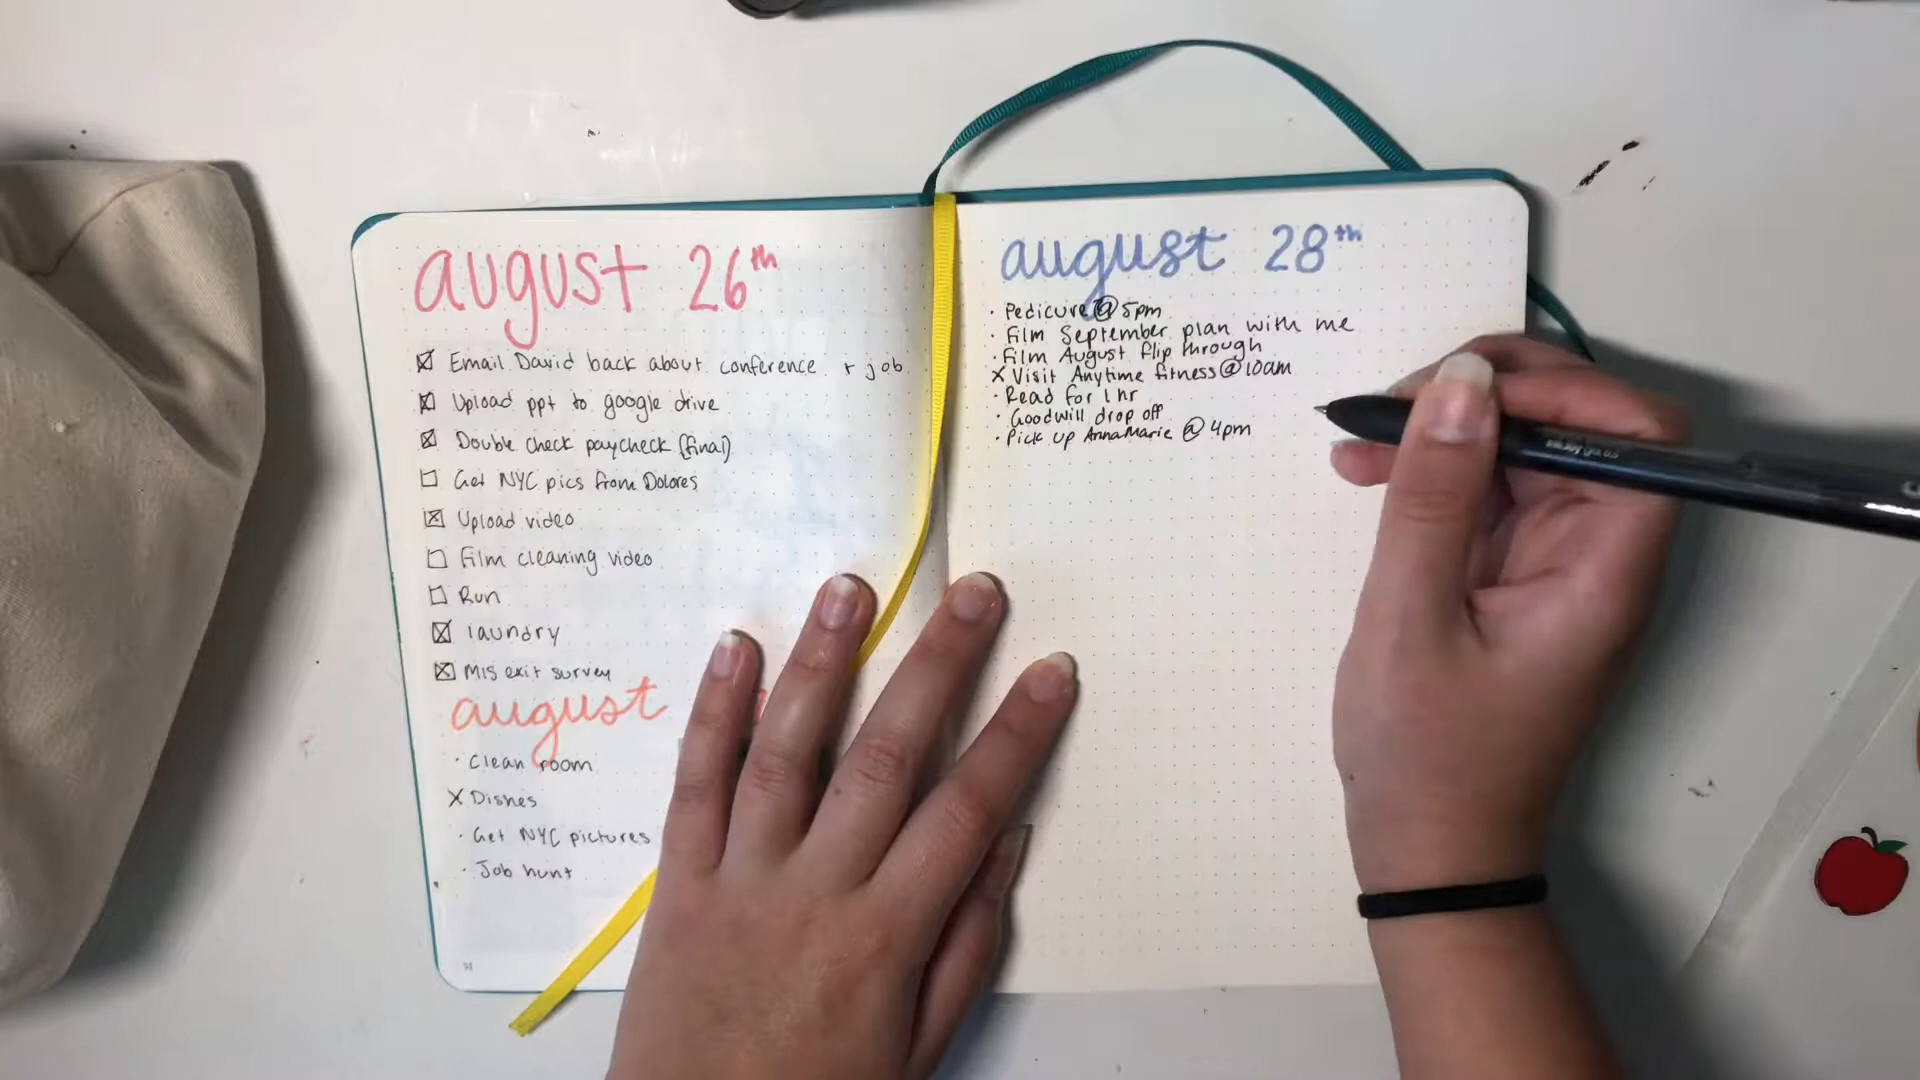 august 26th
☒ Email David back about conference + job
☒ Upload ppt to google drive
☒ Double check paycheck (final)
☐ Get NYC pics from Dolores
☒ Upload video
☐ Film cleaning video
☐ Run
☒ laundry
☒ MIS exit survey
august
· Clean room
X Dishes
· Get NYC pictures
· Job hunt
august 28th
· Pedicure @ 5pm
· Film September plan with me
· Film August flip through
X Visit Anytime fitness @ 10am
· Read for 1 hr
· Goodwill drop off
· Pick up AnnaMarie @ 4pm